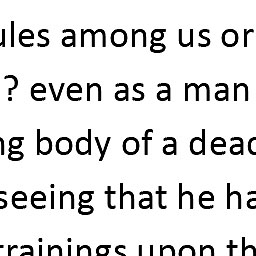 ules among us or
? even as a man
ng body of a dead
seeing that he ha
trainings upon th